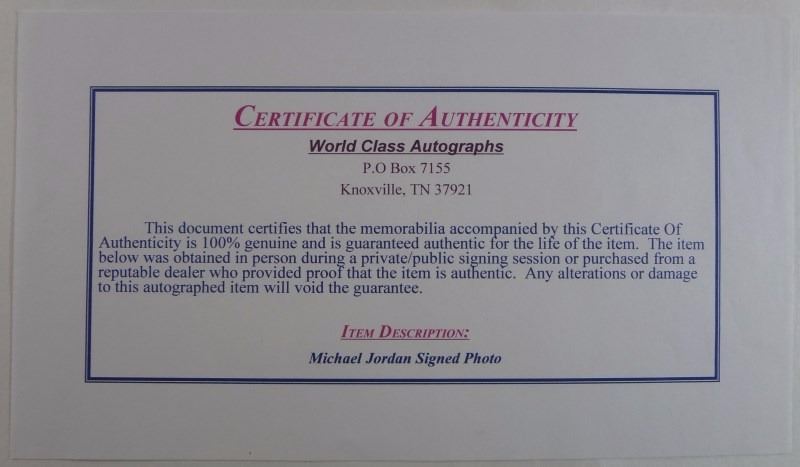 CERTIFICATE OF AUTHENTICITY
World Class Autographs
P.O Box 7155
Knoxville, TN 37921
This document certifies that the memorabilia accompanied by this Certificate Of
Authenticity is 100% genuine and is guaranteed authentic for the life of the item. The item
below was obtained in person during a private/public signing session or purchased from a
reputable dealer who provided proof that the item is authentic. Any alterations or damage
to this autographed item will void the guarantee.
ITEM DESCRIPTION:
Michael Jordan Signed Photo